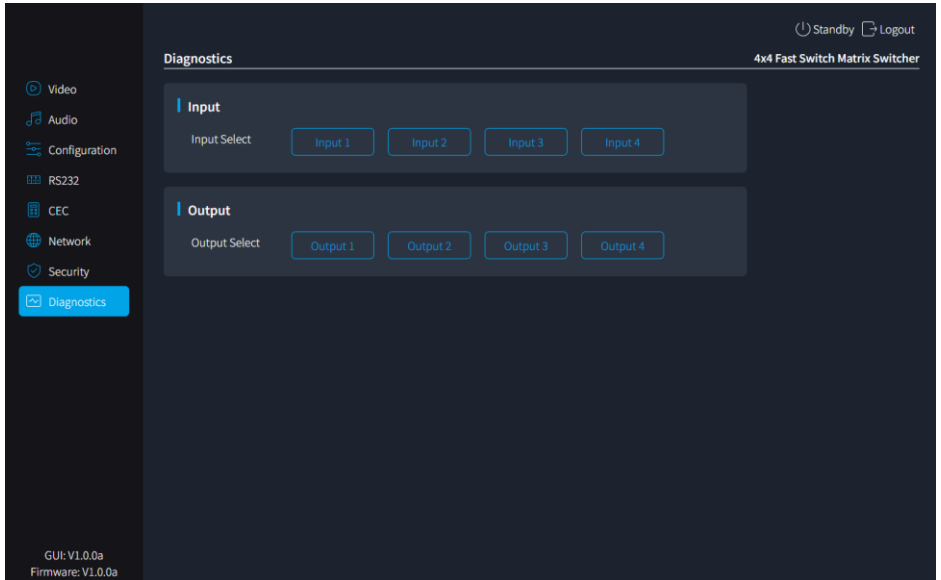 Standby Logout
Diagnostics 4x4 Fast Switch Matrix Switcher
Video
Audio
Configuration
RS232
CEC
Network
Security
Diagnostics
Input
Input Select Input 1 Input 2 Input 3 Input 4
Output
Output Select Output 1 Output 2 Output 3 Output 4
GUI: V1.0.0a
Firmware: V1.0.0a